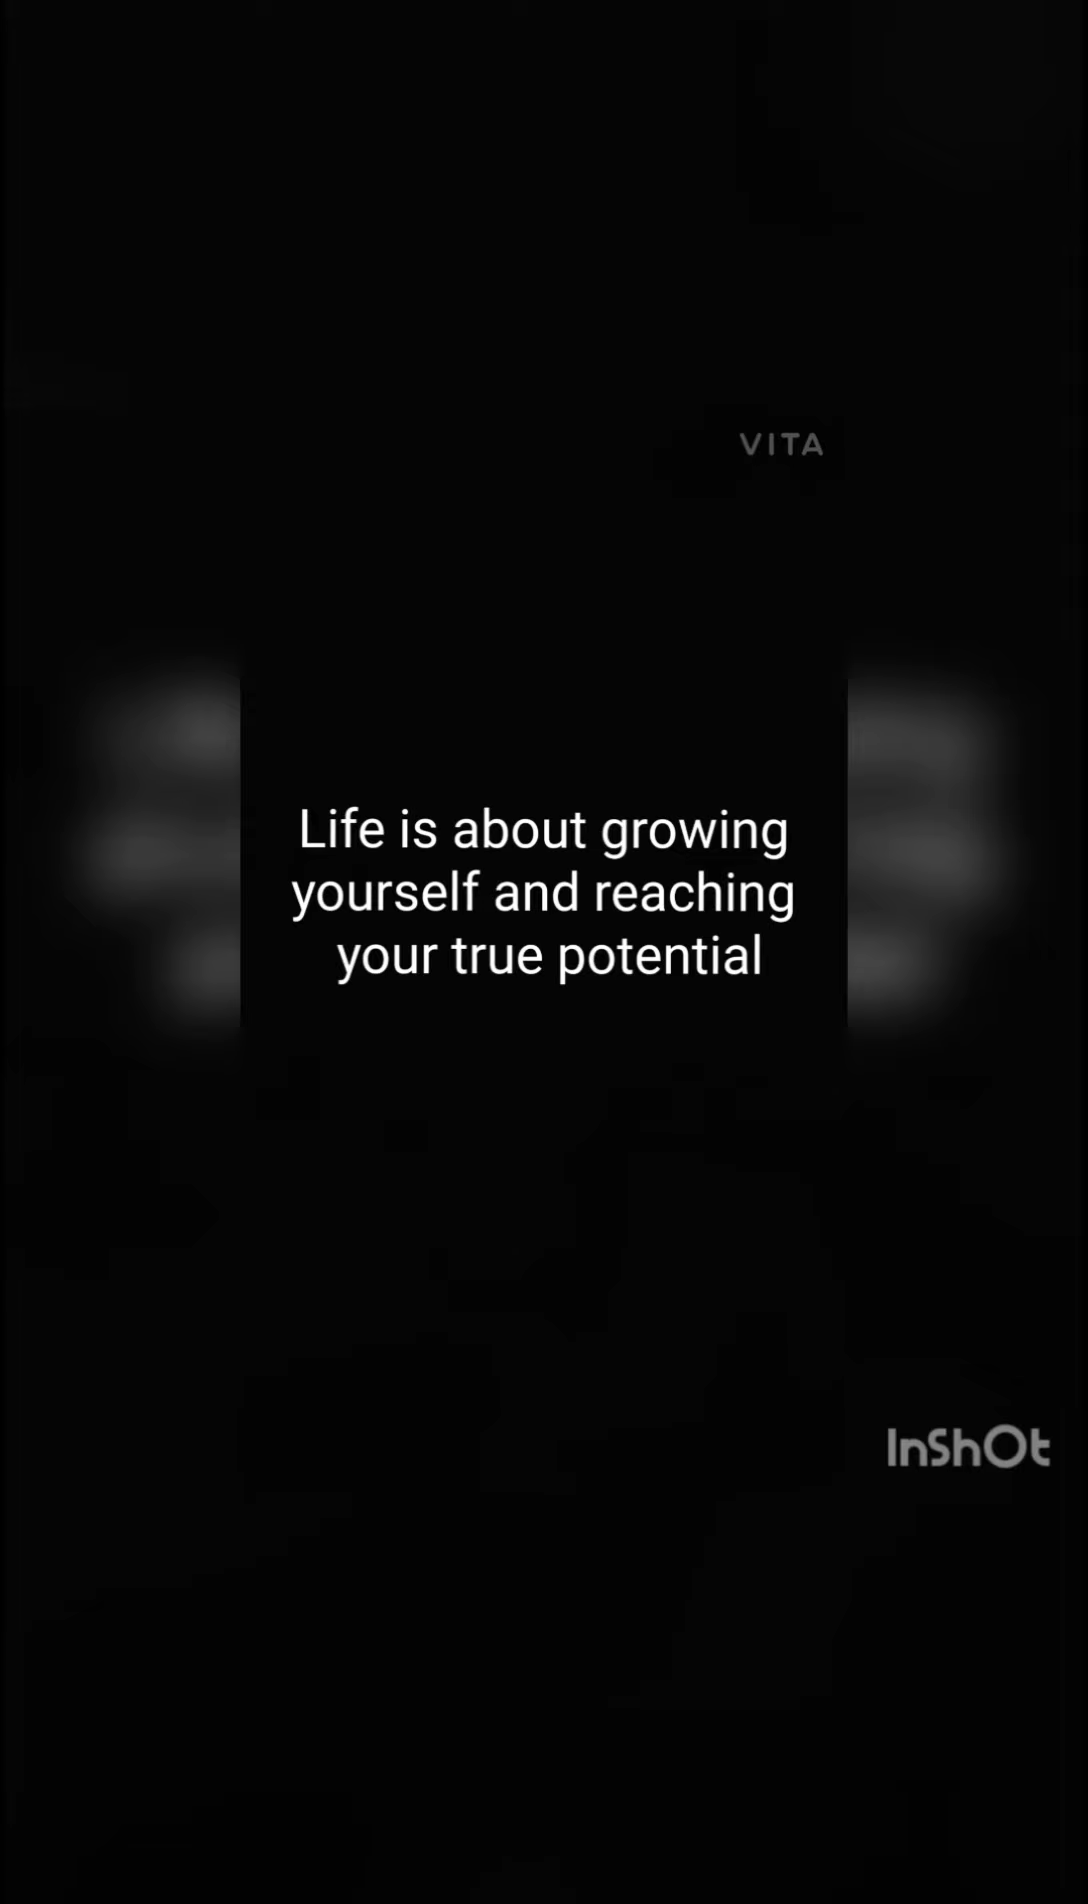 VITA
Life is about growing
yourself and reaching
your true potential
InShOt